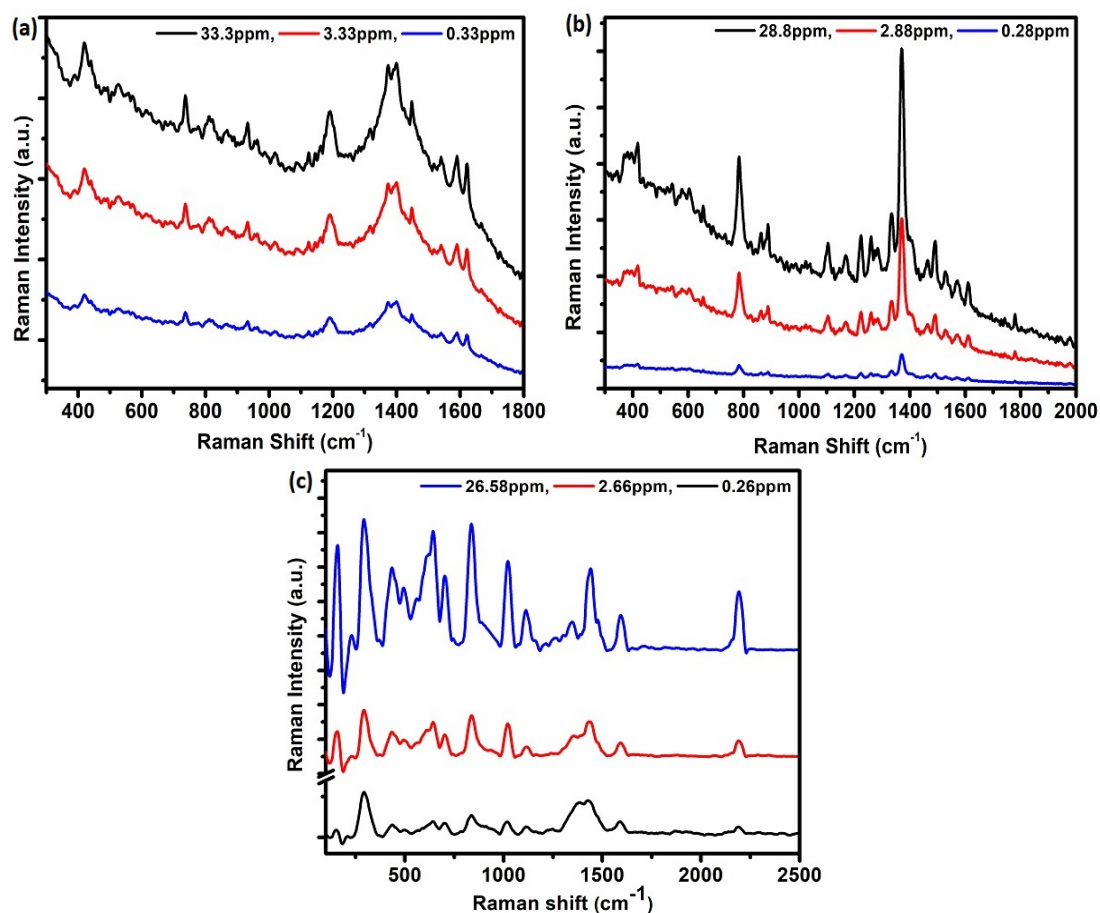 (a)
33.3ppm, 3.33ppm, 0.33ppm
Raman Intensity (a.u.)
400 600 800 1000 1200 1400 1600 1800
Raman Shift (cm-1)
(b)
28.8ppm, 2.88ppm, 0.28ppm
Raman Intensity (a.u.)
400 600 800 1000 1200 1400 1600 1800 2000
Raman Shift (cm-1)
(c)
26.58ppm, 2.66ppm, 0.26ppm
Raman Intensity (a.u.)
500 1000 1500 2000 2500
Raman shift (cm-1)